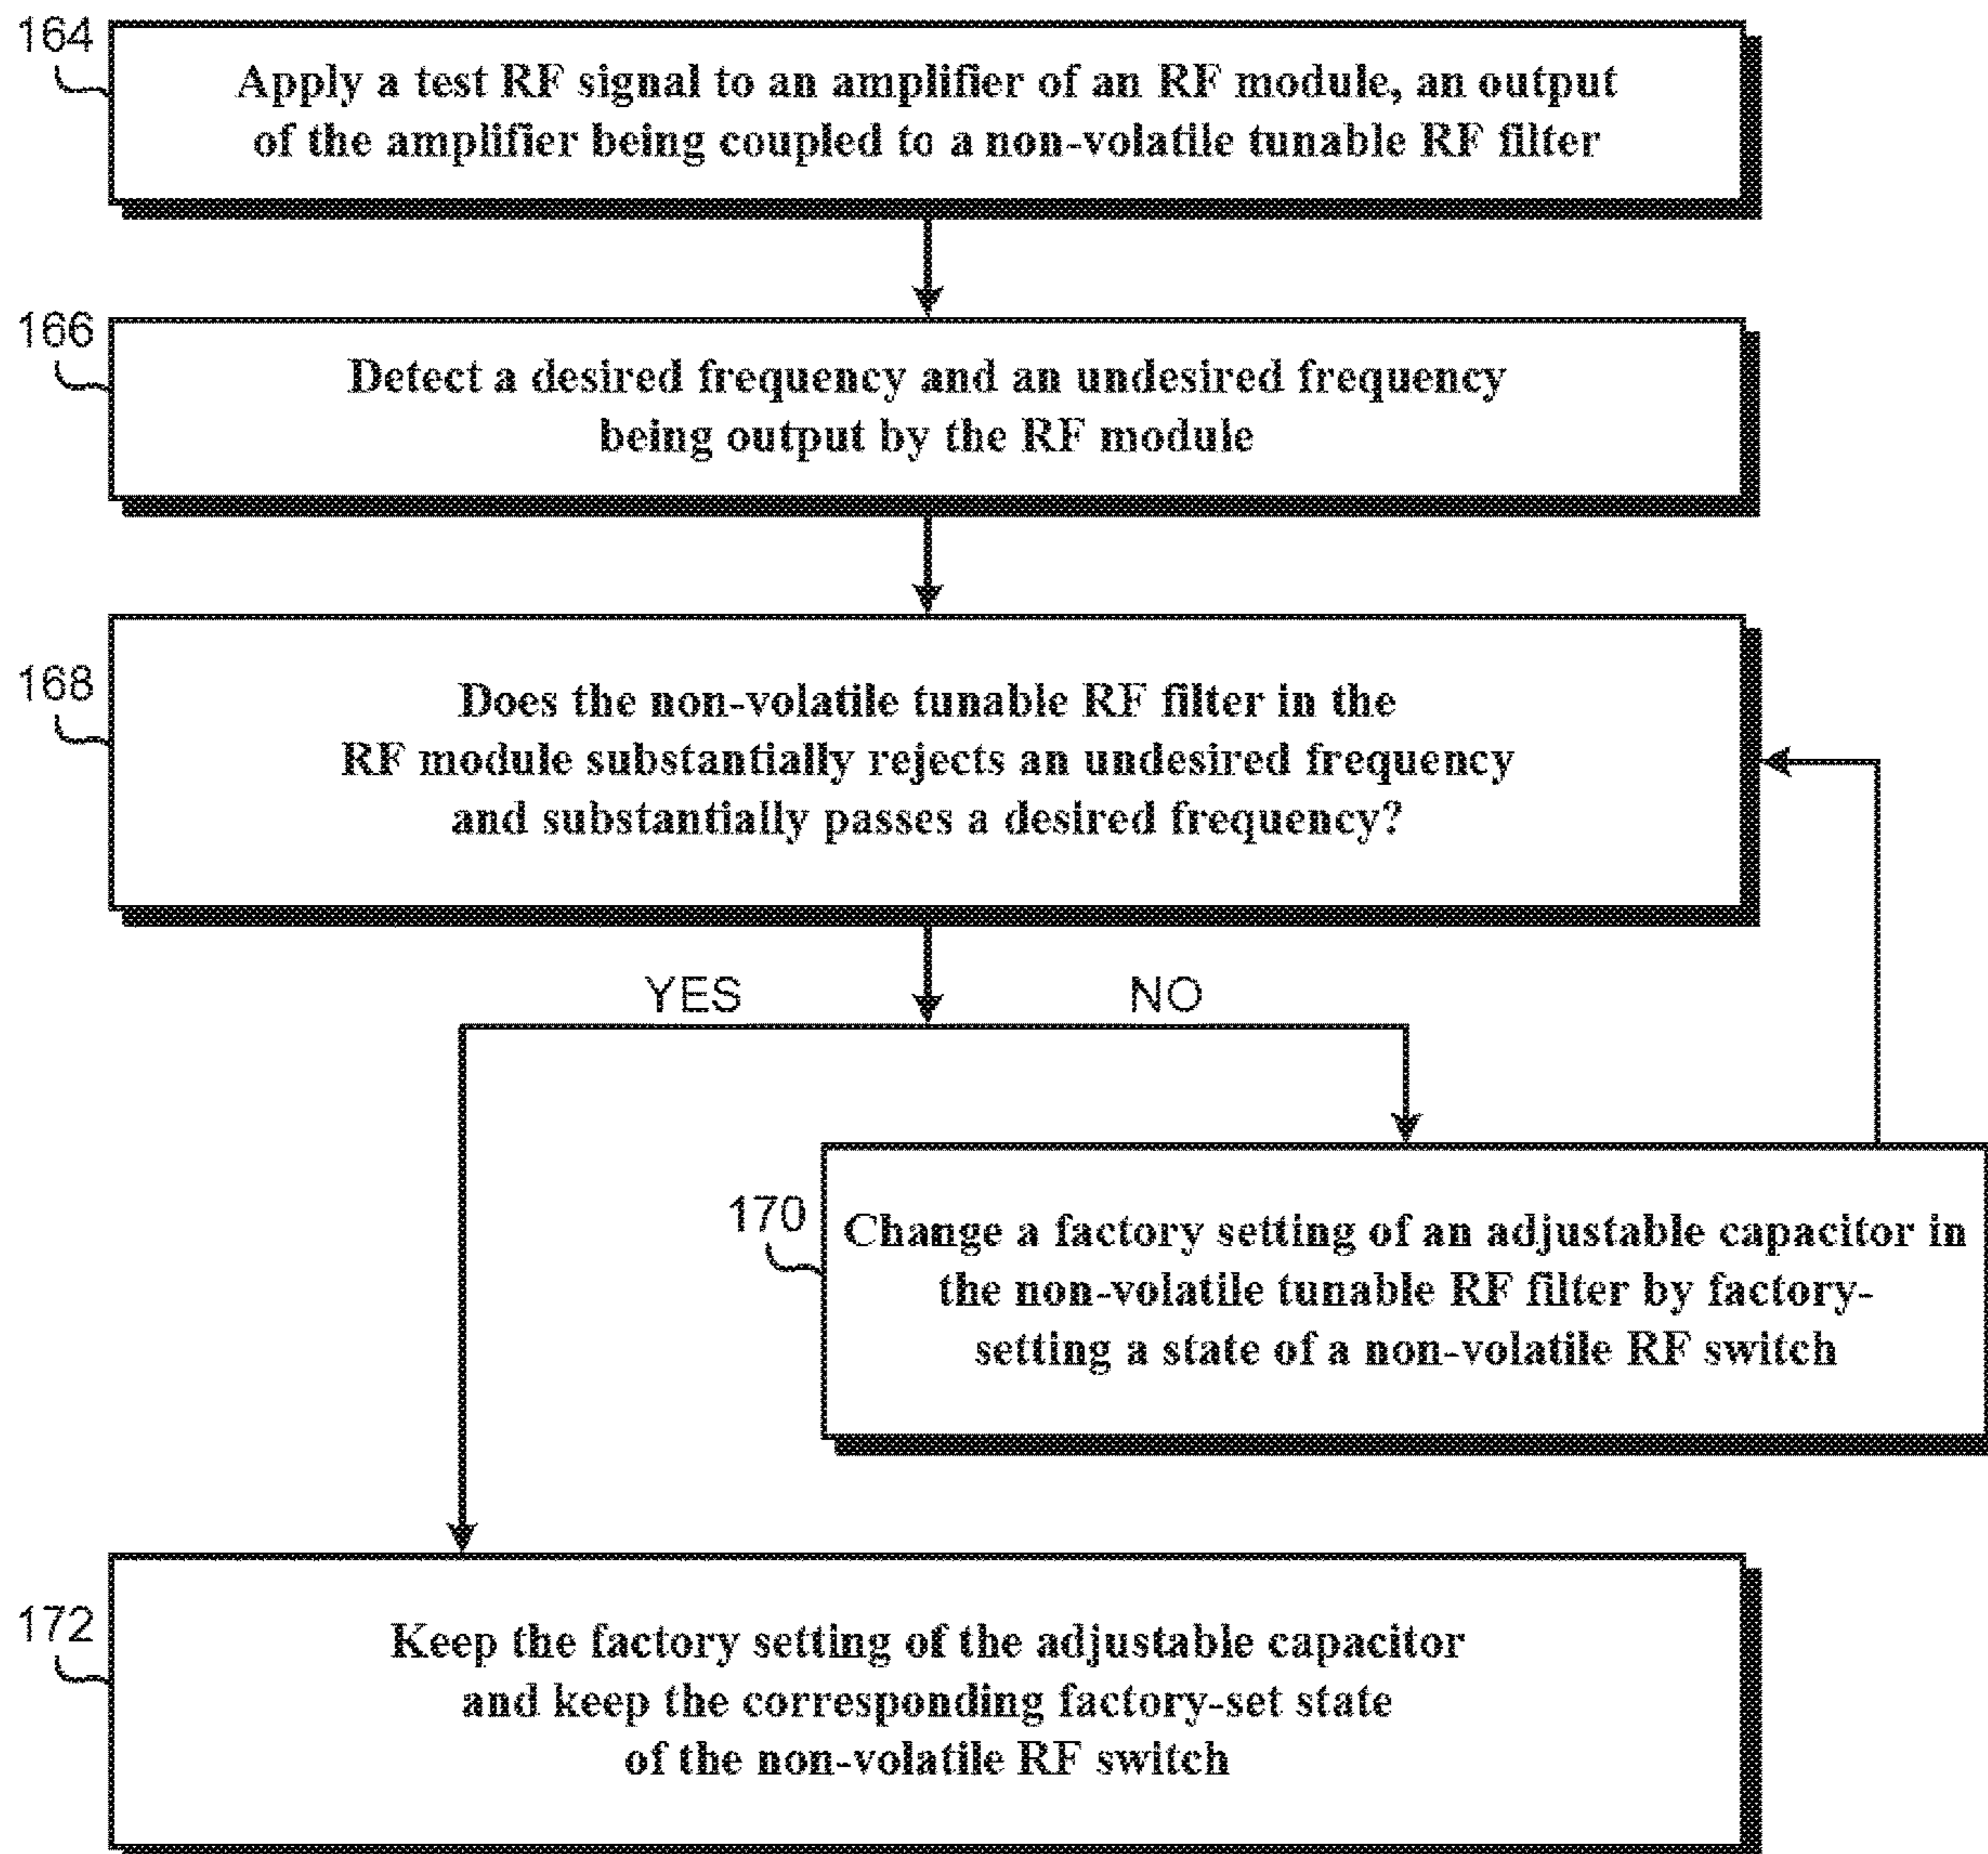 164
Apply a test RF signal to an amplifier of an RF module, an output
of the amplifier being coupled to a non-volatile tunable RF filter
166
Detect a desired frequency and an undesired frequency
being output by the RF module
168
Does the non-volatile tunable RF filter in the
RF module substantially rejects an undesired frequency
and substantially passes a desired frequency?
YES
NO
170
Change a factory setting of an adjustable capacitor in
the non-volatile tunable RF filter by factory-
setting a state of a non-volatile RF switch
172
Keep the factory setting of the adjustable capacitor
and keep the corresponding factory-set state
of the non-volatile RF switch